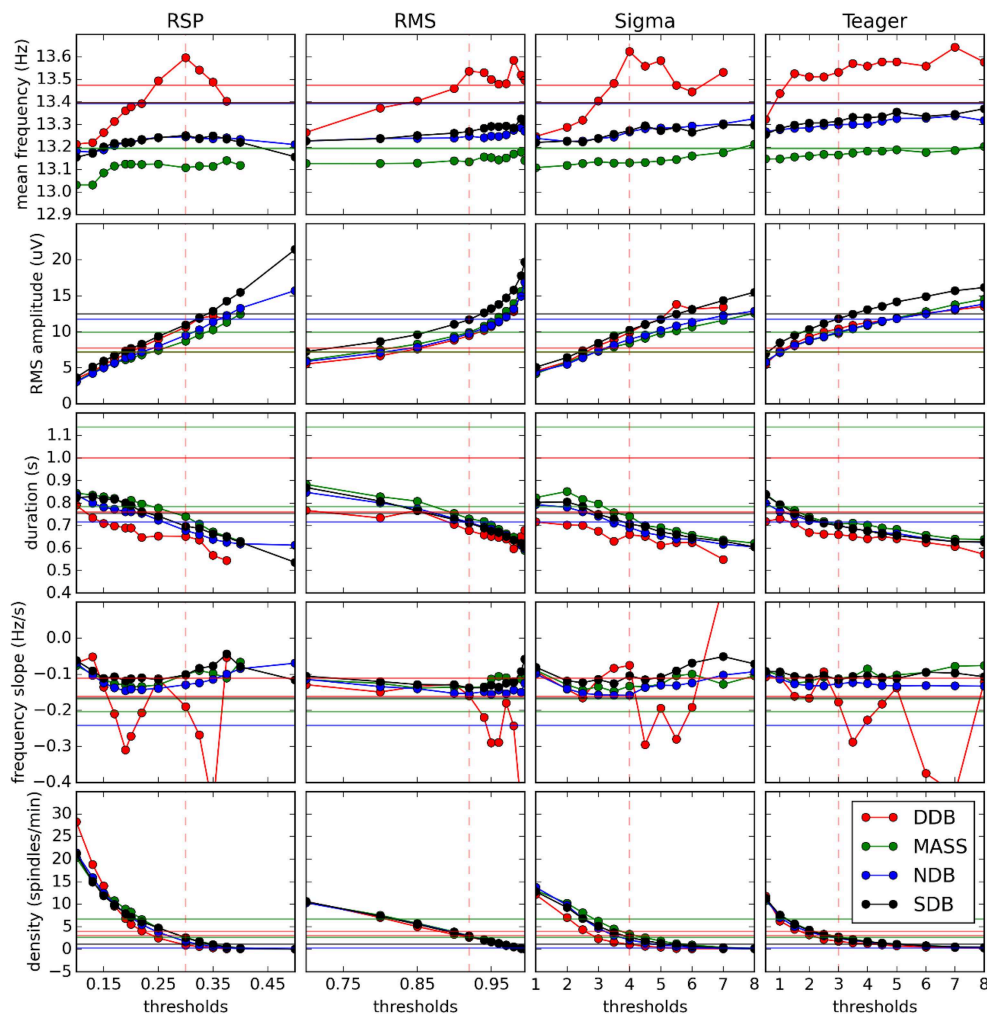 RSP RMS Sigma Teager
mean frequency (Hz)
13.6
13.5
13.4
13.3
13.2
13.1
13.0
12.9
RMS amplitude (uV)
20
15
10
5
0
duration (s)
1.1
1.0
0.9
0.8
0.7
0.6
0.5
0.4
frequency slope (Hz/s)
0.0
−0.1
−0.2
−0.3
−0.4
density (spindles/min)
30
25
20
15
10
5
0
−5
DDB
MASS
NDB
SDB
0.15 0.25 0.35 0.45 0.75 0.85 0.95 1 2 3 4 5 6 7 8 1 2 3 4 5 6 7 8
thresholds thresholds thresholds thresholds